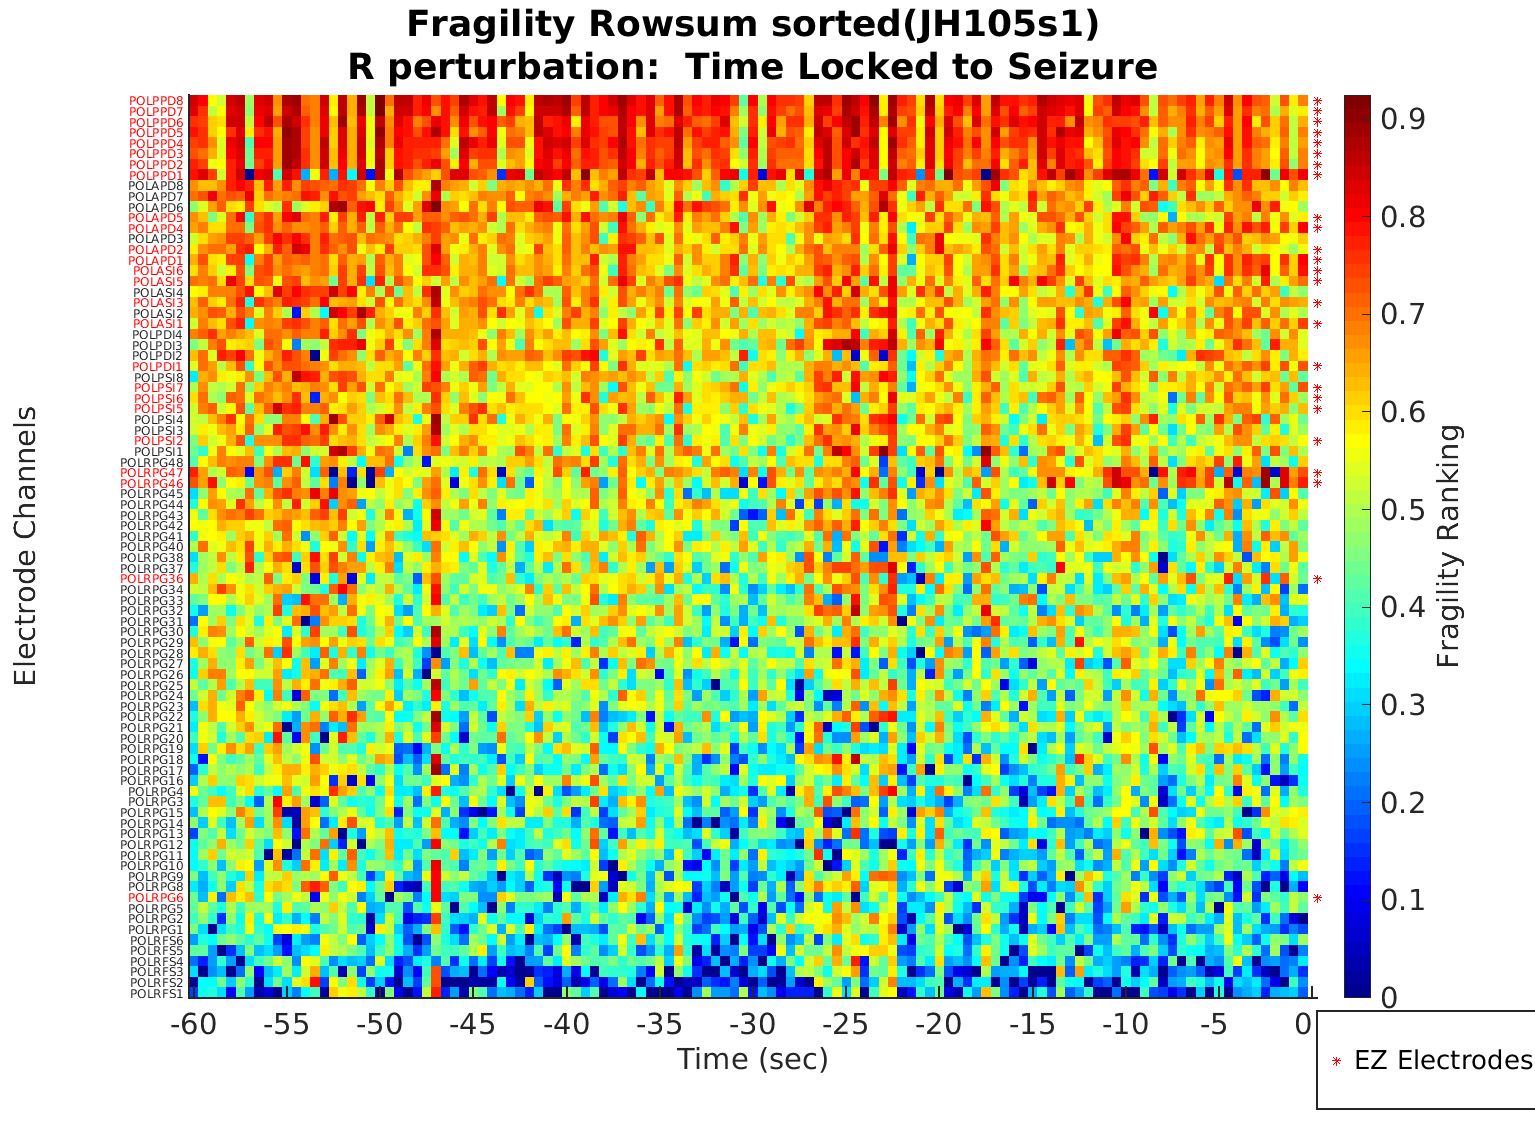 Fragility Rowsum sorted(JH105s1)
R perturbation: Time Locked to Seizure
Electrode Channels
POLPPD8
POLPPD7
POLPPD6
POLPPD5
POLPPD4
POLPPD3
POLPPD2
POLPPD1
POLAPD8
POLAPD7
POLAPD6
POLAPD5
POLAPD4
POLAPD3
POLAPD2
POLAPD1
POLASI6
POLASI5
POLASI4
POLASI3
POLASI2
POLASI1
POLPDI4
POLPDI3
POLPDI2
POLPDI1
POLPSI8
POLPSI7
POLPSI6
POLPSI5
POLPSI4
POLPSI3
POLPSI2
POLPSI1
POLRPG48
POLRPG47
POLRPG46
POLRPG45
POLRPG44
POLRPG43
POLRPG42
POLRPG41
POLRPG40
POLRPG38
POLRPG37
POLRPG36
POLRPG34
POLRPG33
POLRPG32
POLRPG31
POLRPG30
POLRPG29
POLRPG28
POLRPG27
POLRPG26
POLRPG25
POLRPG24
POLRPG23
POLRPG22
POLRPG21
POLRPG20
POLRPG19
POLRPG18
POLRPG17
POLRPG16
POLRPG4
POLRPG3
POLRPG15
POLRPG14
POLRPG13
POLRPG12
POLRPG11
POLRPG10
POLRPG9
POLRPG8
POLRPG6
POLRPG5
POLRPG2
POLRPG1
POLRFS6
POLRFS5
POLRFS4
POLRFS3
POLRFS2
POLRFS1
-60 -55 -50 -45 -40 -35 -30 -25 -20 -15 -10 -5 0
Time (sec)
0.9
0.8
0.7
0.6
0.5
0.4
0.3
0.2
0.1
0
Fragility Ranking
EZ Electrodes